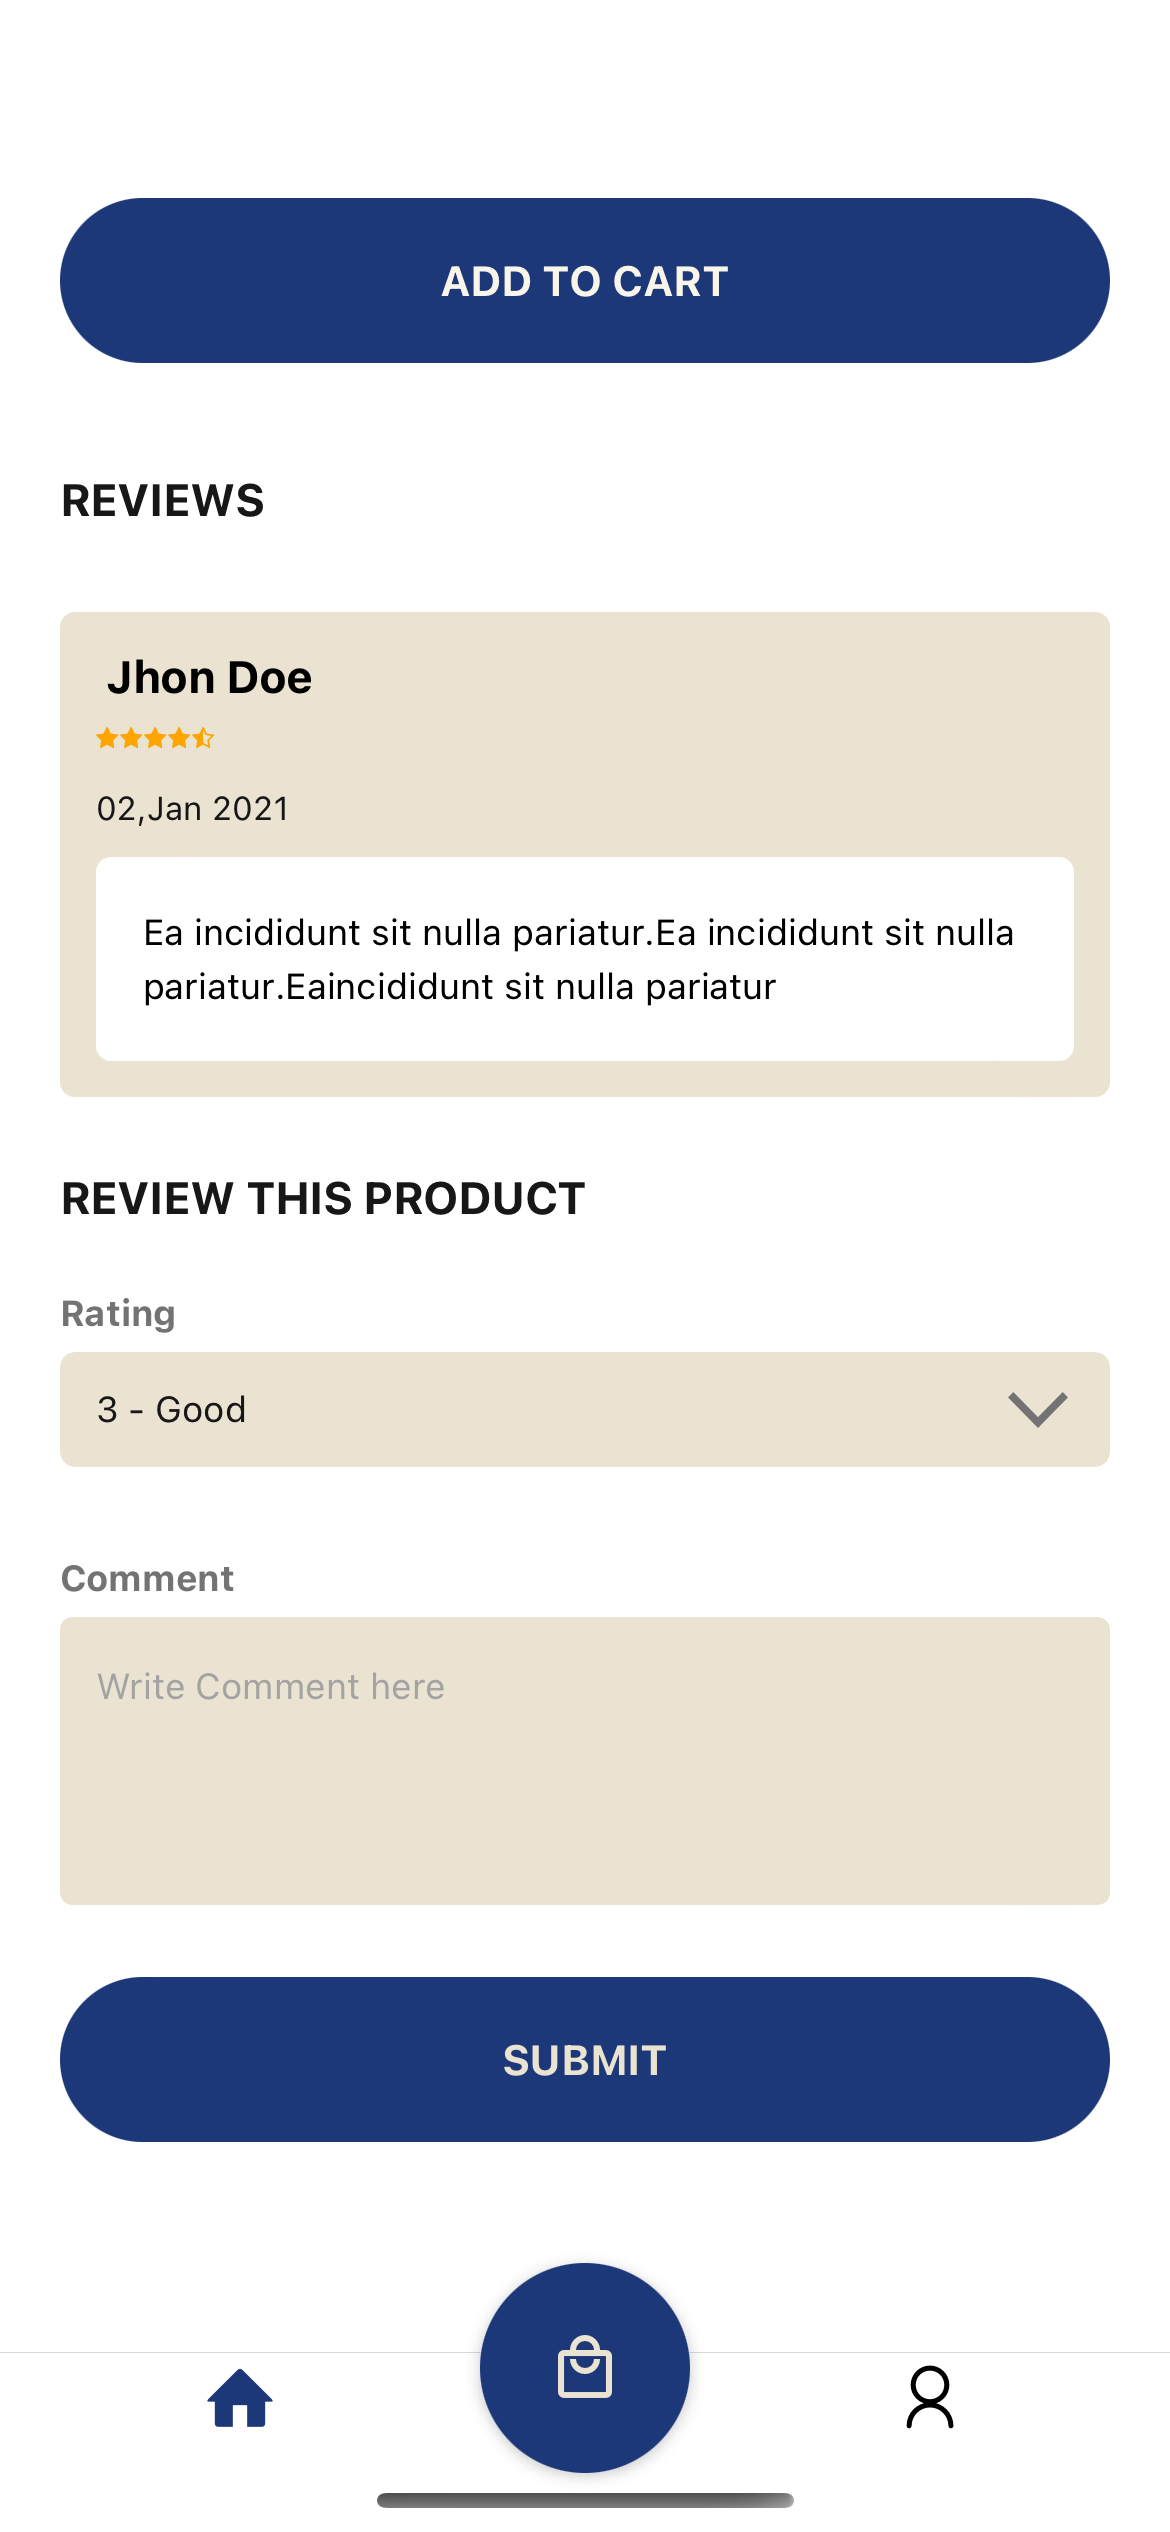 ADD TO CART
REVIEWS
Jhon Doe
02,Jan 2021
Ea incididunt sit nulla pariatur.Ea incididunt sit nulla
pariatur.Eaincididunt sit nulla pariatur
REVIEW THIS PRODUCT
Rating
3 - Good
Comment
Write Comment here
SUBMIT